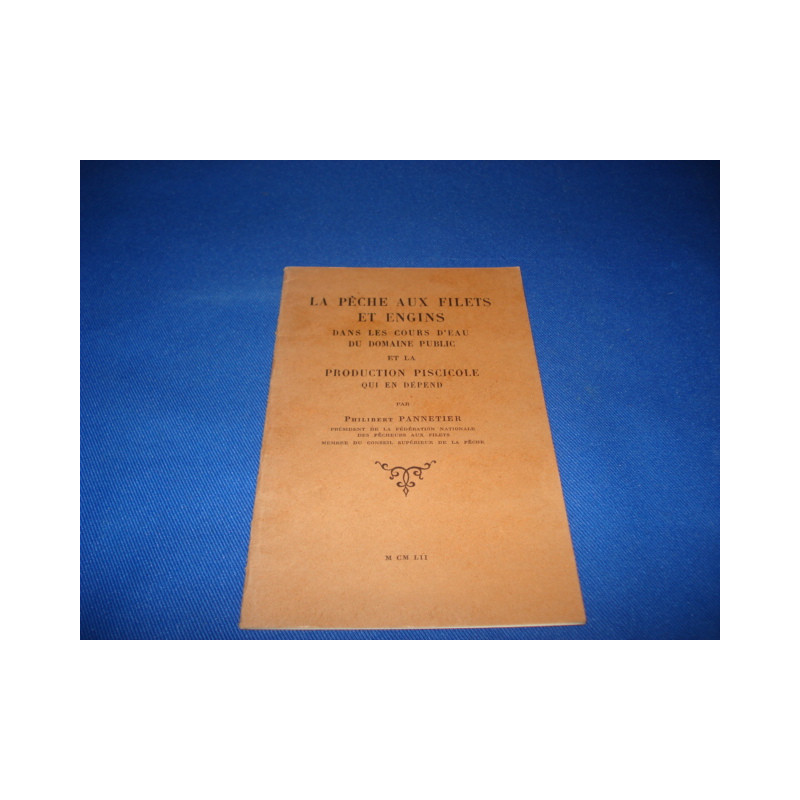 LA PÊCHE AUX FILETS
ET ENGINS
DANS LES COURS D'EAU
DU DOMAINE PUBLIC
ET LA
PRODUCTION PISCICOLE
QUI EN DÉPEND
PAR
PHILIBERT PANNETIER
PRÉSIDENT DE LA FÉDÉRATION NATIONALE
DES PÊCHEURS AUX FILETS
MEMBRE DU CONSEIL SUPÉRIEUR DE LA PÊCHE
M CM LII